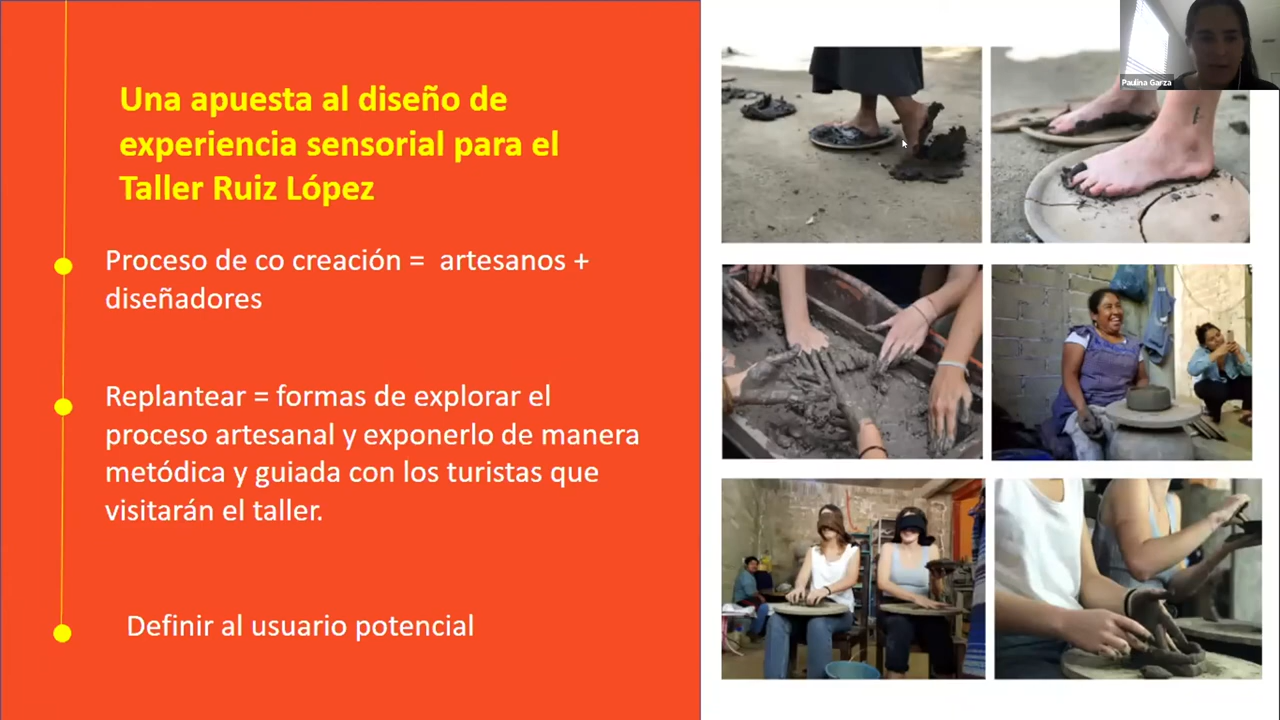 Una apuesta al diseño de
experiencia sensorial para el
Taller Ruiz López
Proceso de co creación = artesanos +
diseñadores
Replantear = formas de explorar el
proceso artesanal y exponerlo de manera
metódica y guiada con los turistas que
visitarán el taller.
Definir al usuario potencial
Paulina Garza